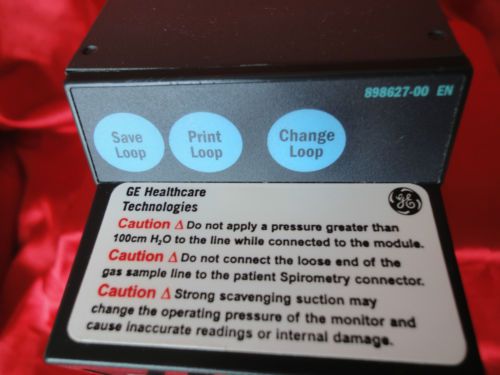 898627-00 EN
Save Print Change
Loop Loop Loop
GE Healthcare
Technologies
GE
Caution Δ Do not apply a pressure greater than
100cm H₂O to the line while connected to the module.
Caution Δ Do not connect the loose end of the
gas sample line to the patient Spirometry connector.
Caution Δ Strong scavenging suction may
change the operating pressure of the monitor and
cause inaccurate readings or internal damage.